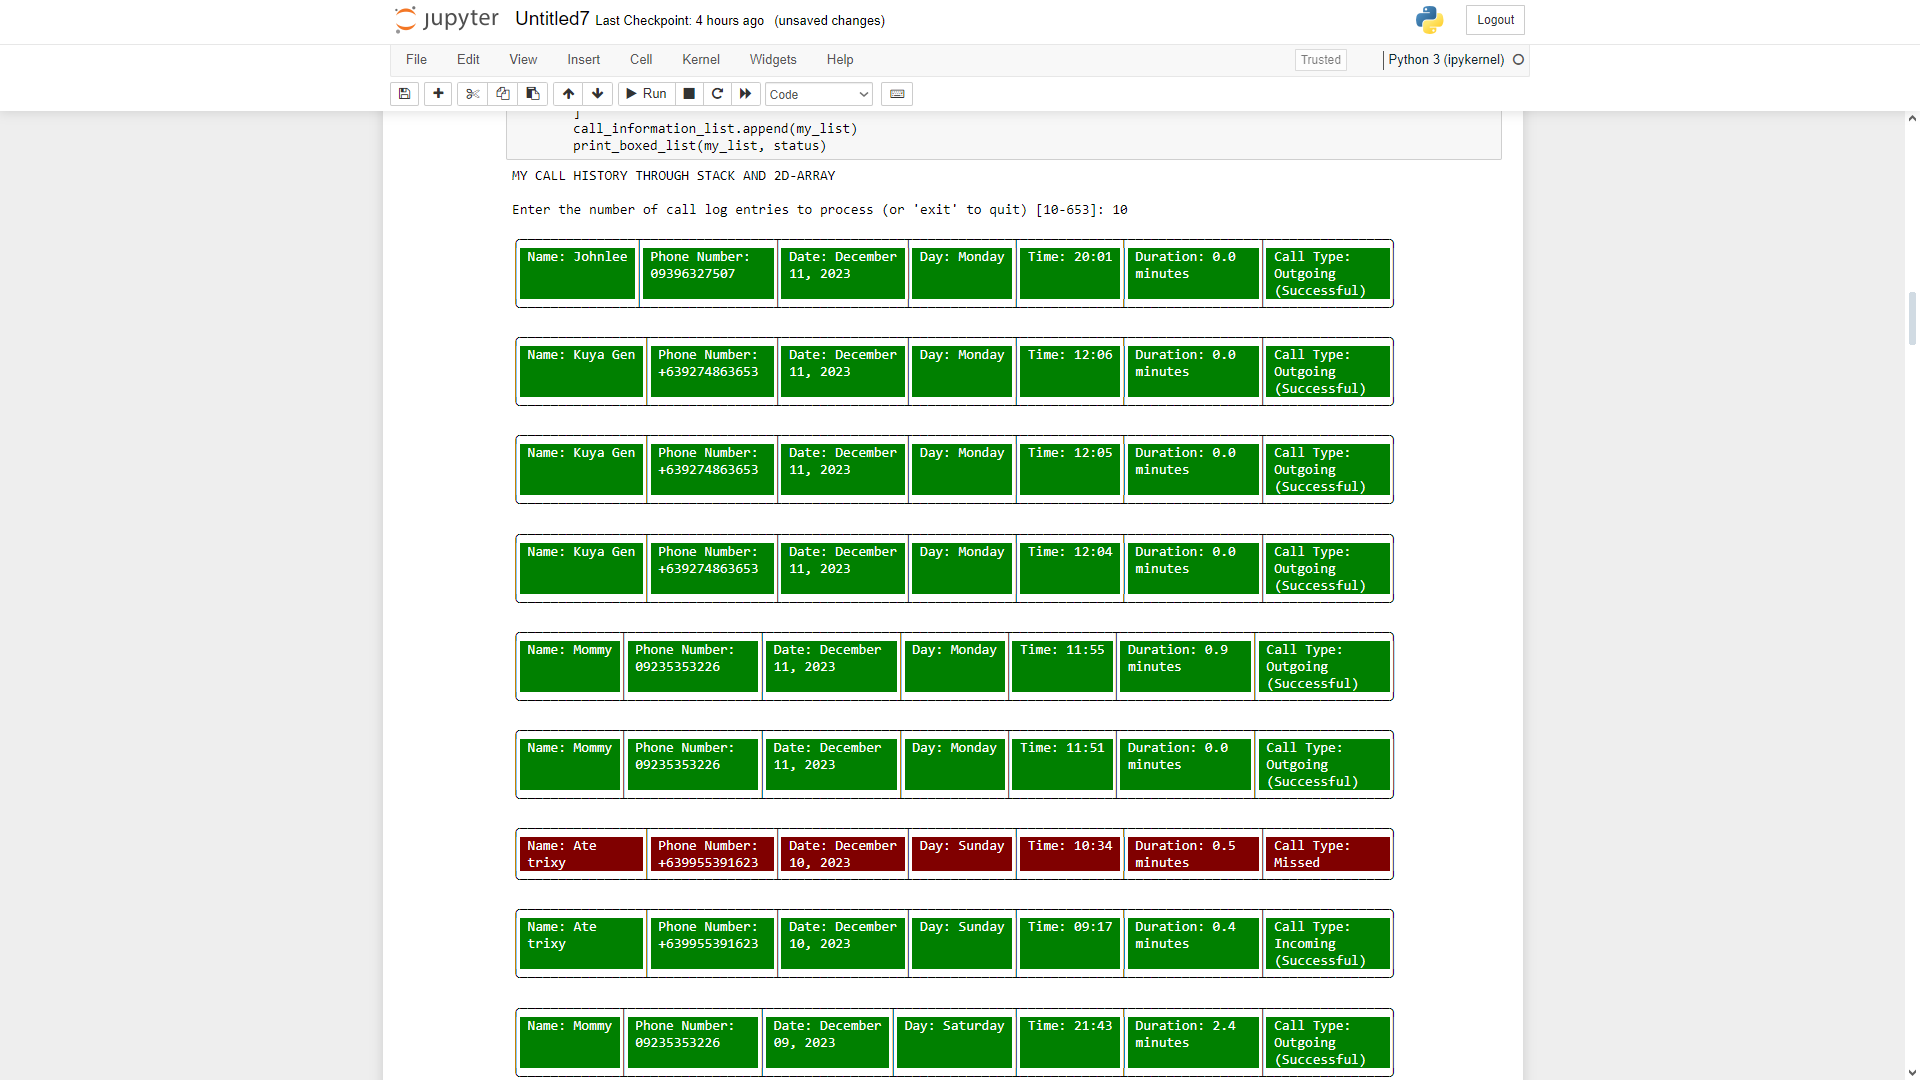 jupyter Untitled7 Last Checkpoint: 4 hours ago (unsaved changes) Logout
File Edit View Insert Cell Kernel Widgets Help Trusted Python 3 (ipykernel)
Run Code
]
call_information_list.append(my_list)
print_boxed_list(my_list, status)
MY CALL HISTORY THROUGH STACK AND 2D-ARRAY
Enter the number of call log entries to process (or 'exit' to quit) [10-653]: 10
Name: Johnlee Phone Number: Date: December Day: Monday Time: 20:01 Duration: 0.0 Call Type:
09396327507 11, 2023 minutes Outgoing
(Successful)
Name: Kuya Gen Phone Number: Date: December Day: Monday Time: 12:06 Duration: 0.0 Call Type:
+639274863653 11, 2023 minutes Outgoing
(Successful)
Name: Kuya Gen Phone Number: Date: December Day: Monday Time: 12:05 Duration: 0.0 Call Type:
+639274863653 11, 2023 minutes Outgoing
(Successful)
Name: Kuya Gen Phone Number: Date: December Day: Monday Time: 12:04 Duration: 0.0 Call Type:
+639274863653 11, 2023 minutes Outgoing
(Successful)
Name: Mommy Phone Number: Date: December Day: Monday Time: 11:55 Duration: 0.9 Call Type:
09235353226 11, 2023 minutes Outgoing
(Successful)
Name: Mommy Phone Number: Date: December Day: Monday Time: 11:51 Duration: 0.0 Call Type:
09235353226 11, 2023 minutes Outgoing
(Successful)
Name: Ate Phone Number: Date: December Day: Sunday Time: 10:34 Duration: 0.5 Call Type:
trixy +639955391623 10, 2023 minutes Missed
Name: Ate Phone Number: Date: December Day: Sunday Time: 09:17 Duration: 0.4 Call Type:
trixy +639955391623 10, 2023 minutes Incoming
(Successful)
Name: Mommy Phone Number: Date: December Day: Saturday Time: 21:43 Duration: 2.4 Call Type:
09235353226 09, 2023 minutes Outgoing
(Successful)